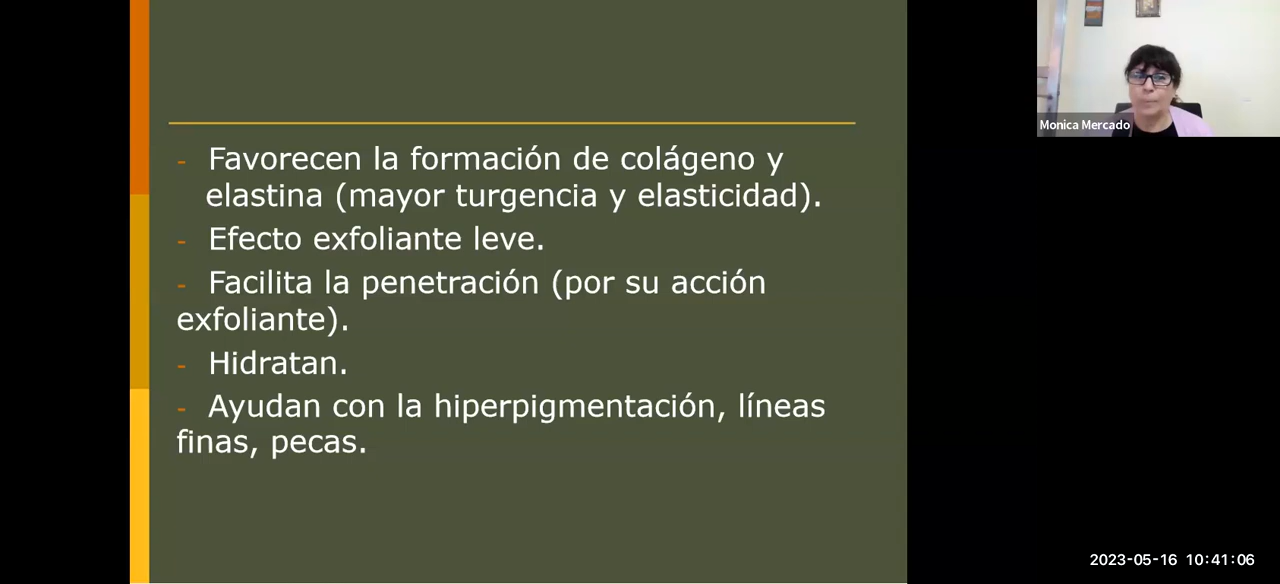 - Favorecen la formación de colágeno y
elastina (mayor turgencia y elasticidad).
- Efecto exfoliante leve.
- Facilita la penetración (por su acción
exfoliante).
- Hidratan.
- Ayudan con la hiperpigmentación, líneas
finas, pecas.
Monica Mercado
2023-05-16 10:41:06